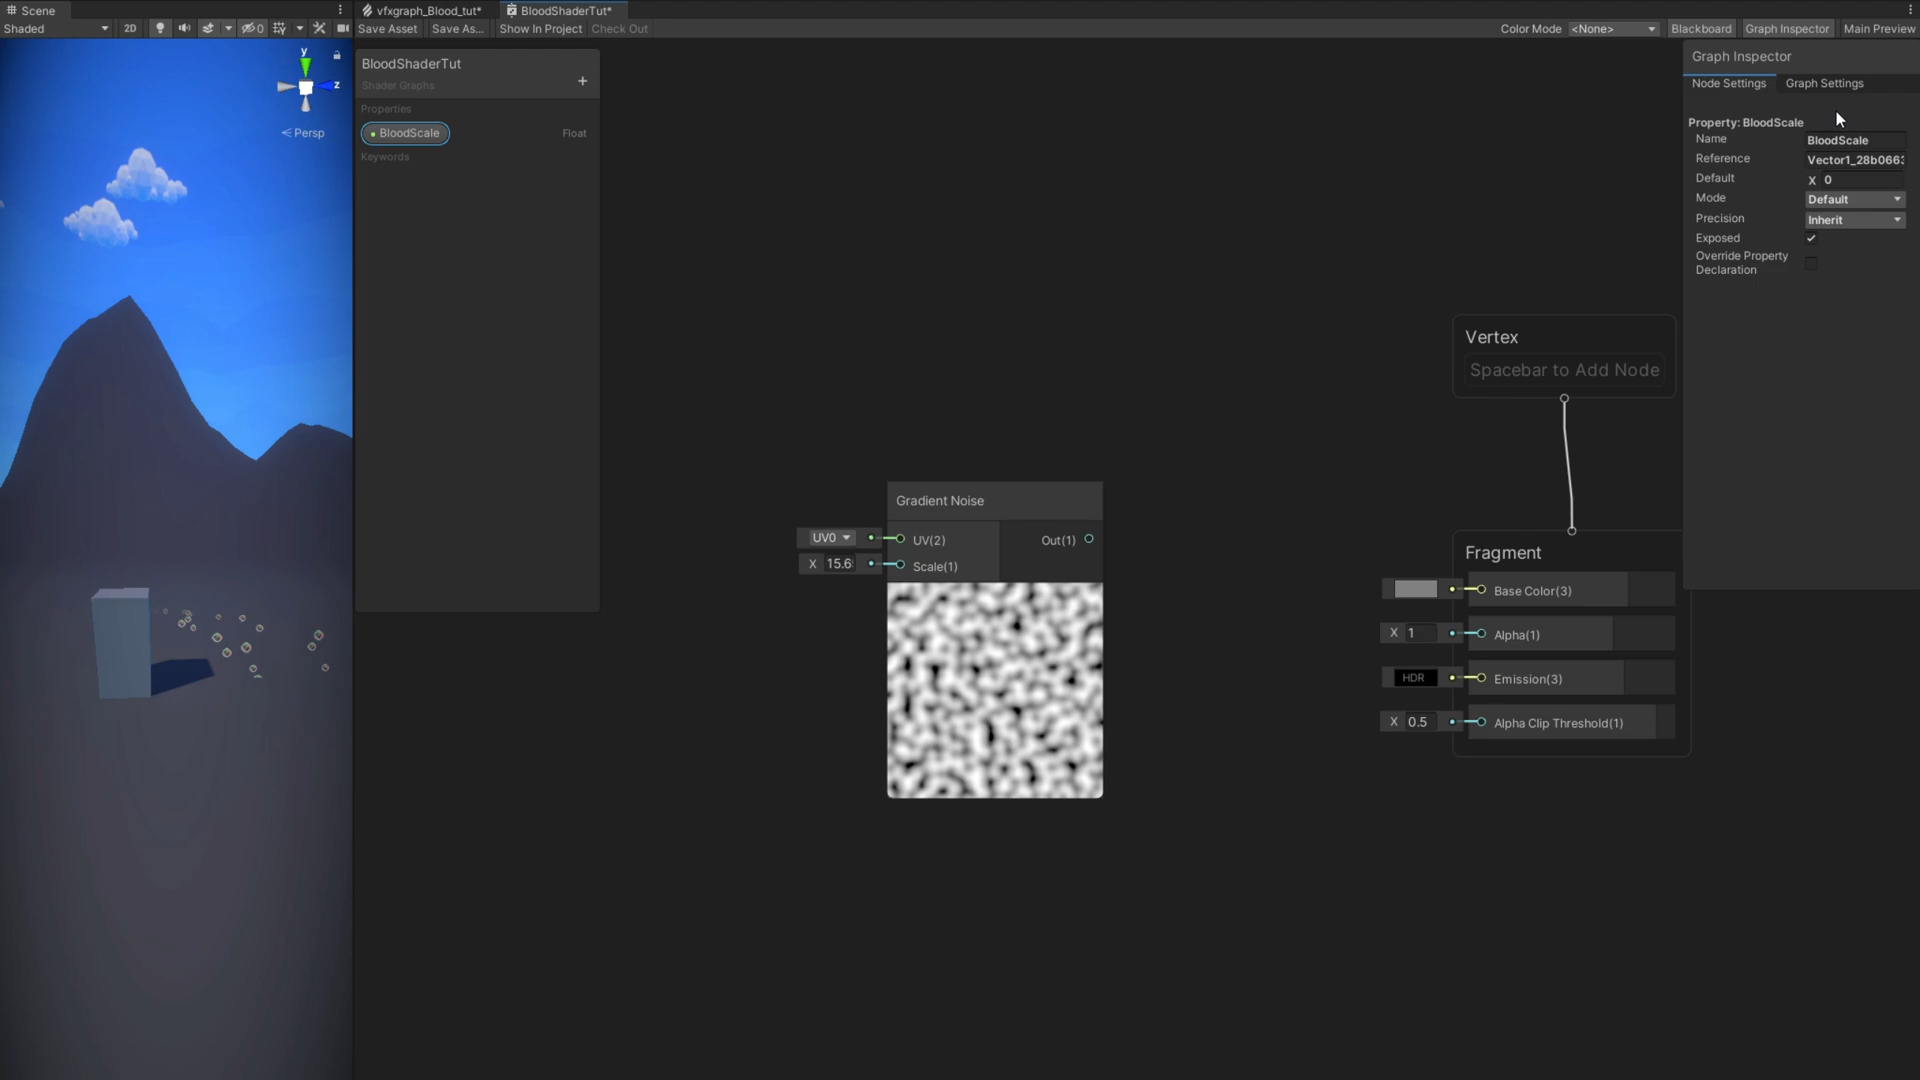 Scene
Shaded
2D
0
y
z
Persp
vfxgraph_Blood_tut*
BloodShaderTut*
Save Asset
Save As...
Show In Project
Check Out
Color Mode
<None>
Blackboard
Graph Inspector
Main Preview
BloodShaderTut
Shader Graphs
+
Properties
BloodScale
Float
Keywords
Graph Inspector
Node Settings
Graph Settings
Property: BloodScale
Name
BloodScale
Reference
Vector1_28b0663
Default
X 0
Mode
Default
Precision
Inherit
Exposed
Override Property
Declaration
Vertex
Spacebar to Add Node
Gradient Noise
UV0
UV(2)
Out(1)
X 15.6
Scale(1)
Fragment
Base Color(3)
X 1
Alpha(1)
HDR
Emission(3)
X 0.5
Alpha Clip Threshold(1)